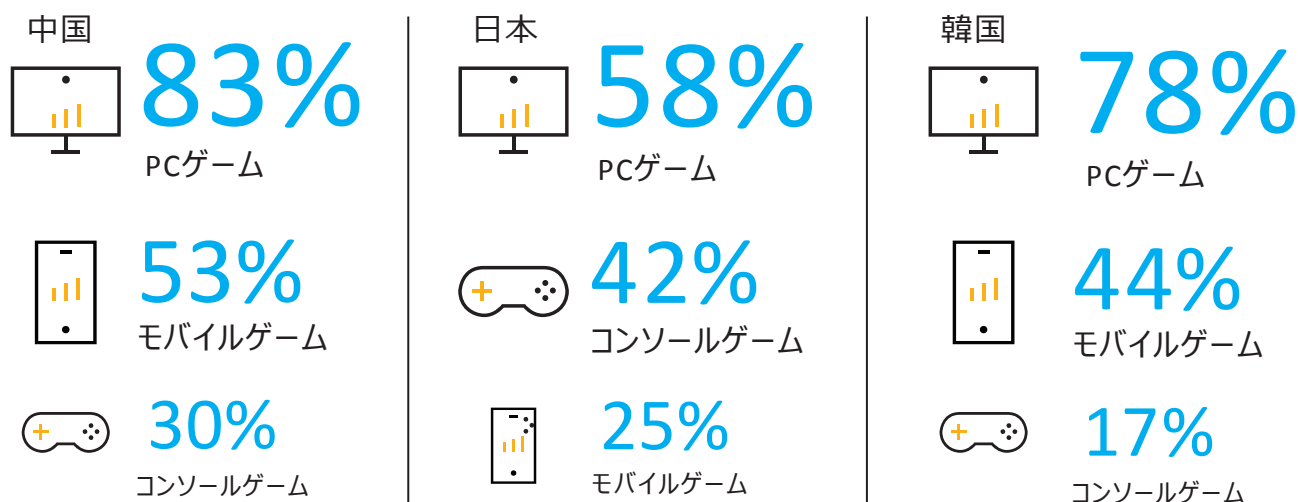 中国
83%
PCゲーム
53%
モバイルゲーム
30%
コンソールゲーム
日本
58%
PCゲーム
42%
コンソールゲーム
25%
モバイルゲーム
韓国
78%
PCゲーム
44%
モバイルゲーム
17%
コンソールゲーム